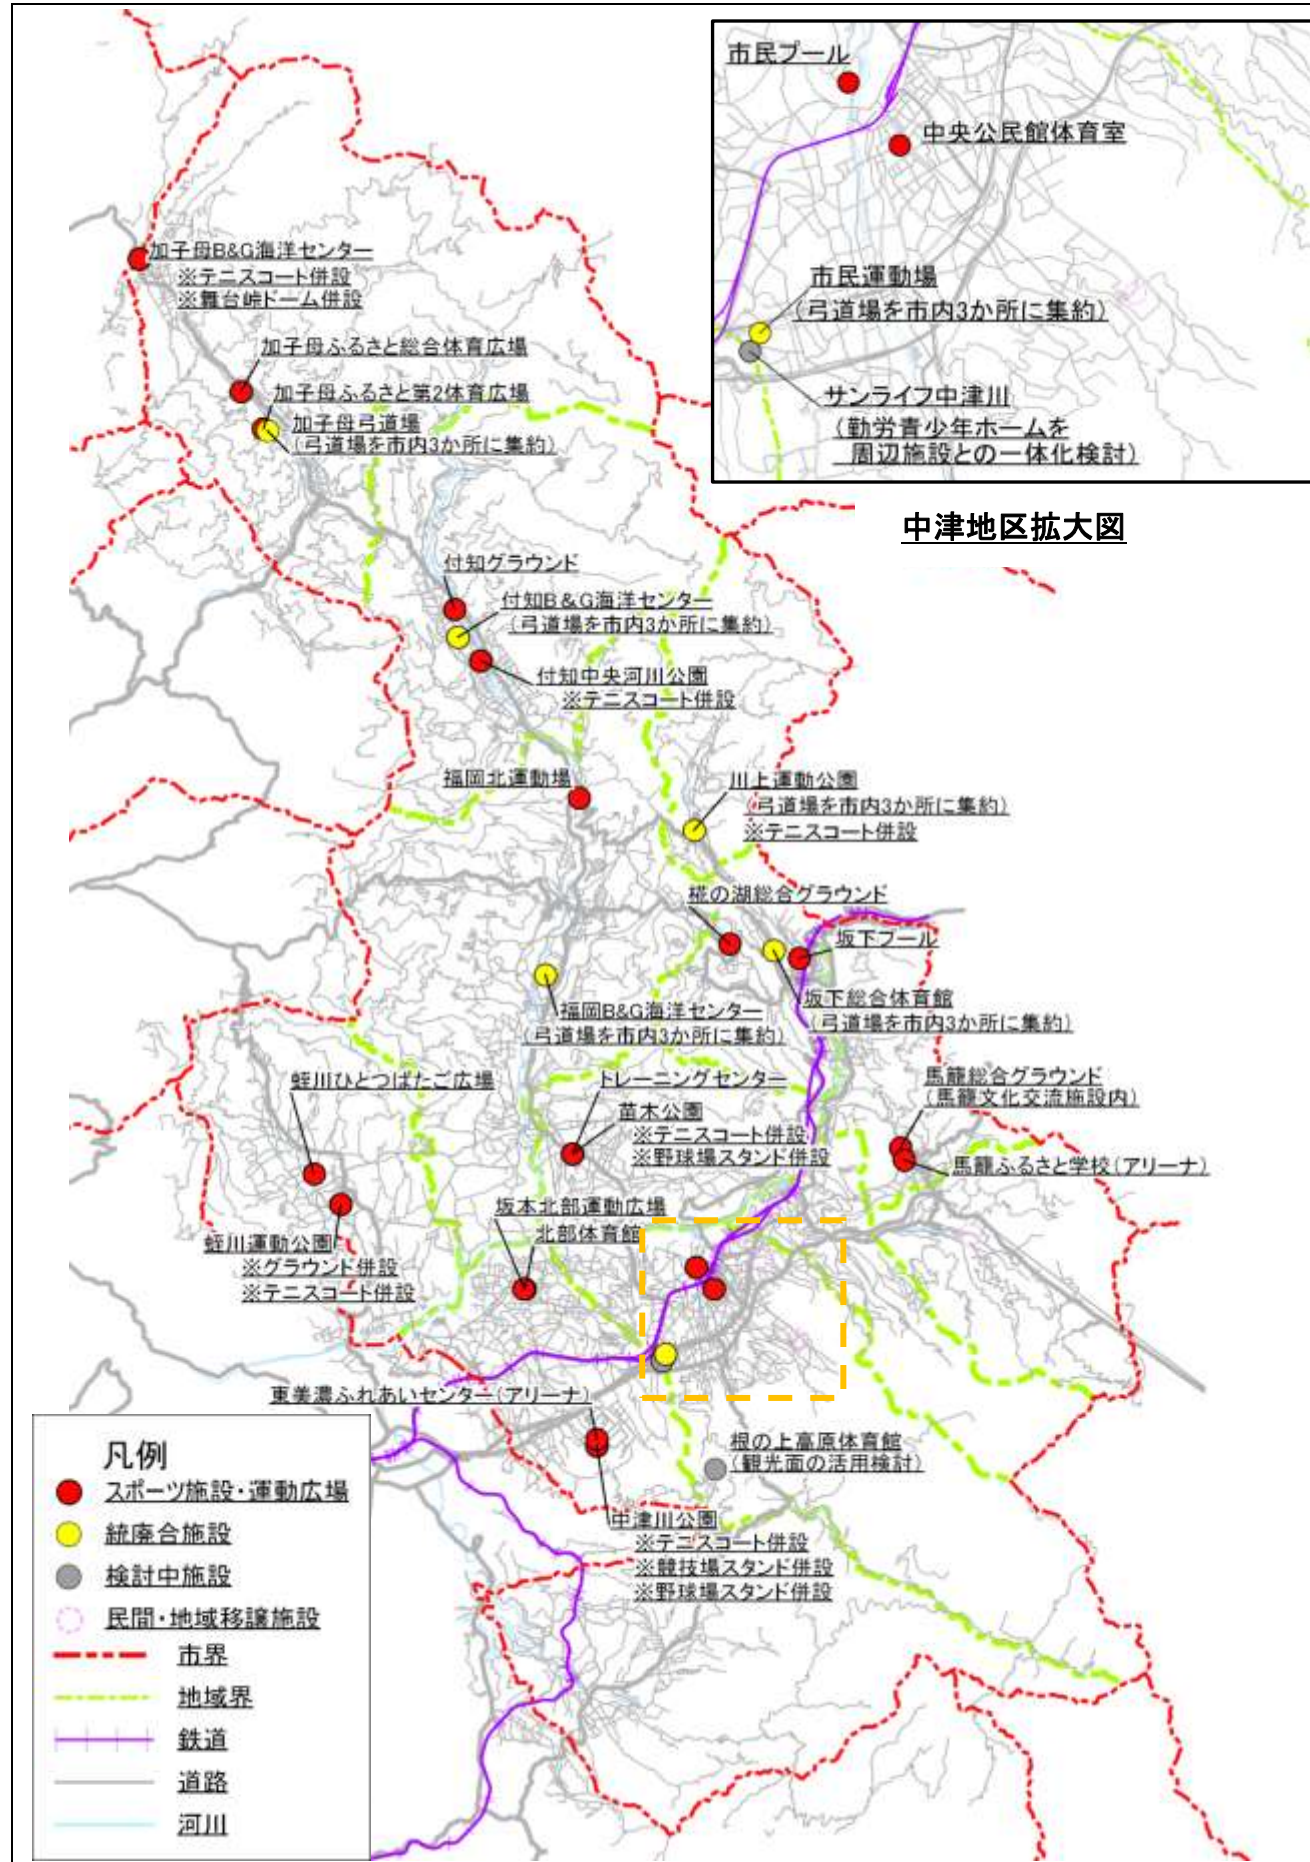 市民プール
中央公民館体育室
市民運動場
(弓道場を市内3か所に集約)
サンライフ中津川
(勤労青少年ホームを
周辺施設との一体化検討)
中津地区拡大図
加子母B&G海洋センター
※テニスコート併設
※舞台峠ドーム併設
加子母ふるさと総合体育広場
加子母ふるさと第2体育広場
加子母弓道場
(弓道場を市内3か所に集約)
付知グラウンド
付知B&G海洋センター
(弓道場を市内3か所に集約)
付知中央河川公園
※テニスコート併設
福岡北運動場
川上運動公園
(弓道場を市内3か所に集約)
※テニスコート併設
椛の湖総合グラウンド
坂下プール
坂下総合体育館
(弓道場を市内3か所に集約)
福岡B&G海洋センター
(弓道場を市内3か所に集約)
蛭川ひとつばたご広場
トレーニングセンター
苗木公園
※テニスコート併設
※野球場スタンド併設
馬籠総合グラウンド
(馬籠文化交流施設内)
馬籠ふるさと学校(アリーナ)
坂本北部運動広場
北部体育館
蛭川運動公園
※グラウンド併設
※テニスコート併設
東美濃ふれあいセンター(アリーナ)
根の上高原体育館
(観光面の活用検討)
中津川公園
※テニスコート併設
※競技場スタンド併設
※野球場スタンド併設
凡例
スポーツ施設・運動広場
統廃合施設
検討中施設
民間・地域移譲施設
市界
地域界
鉄道
道路
河川